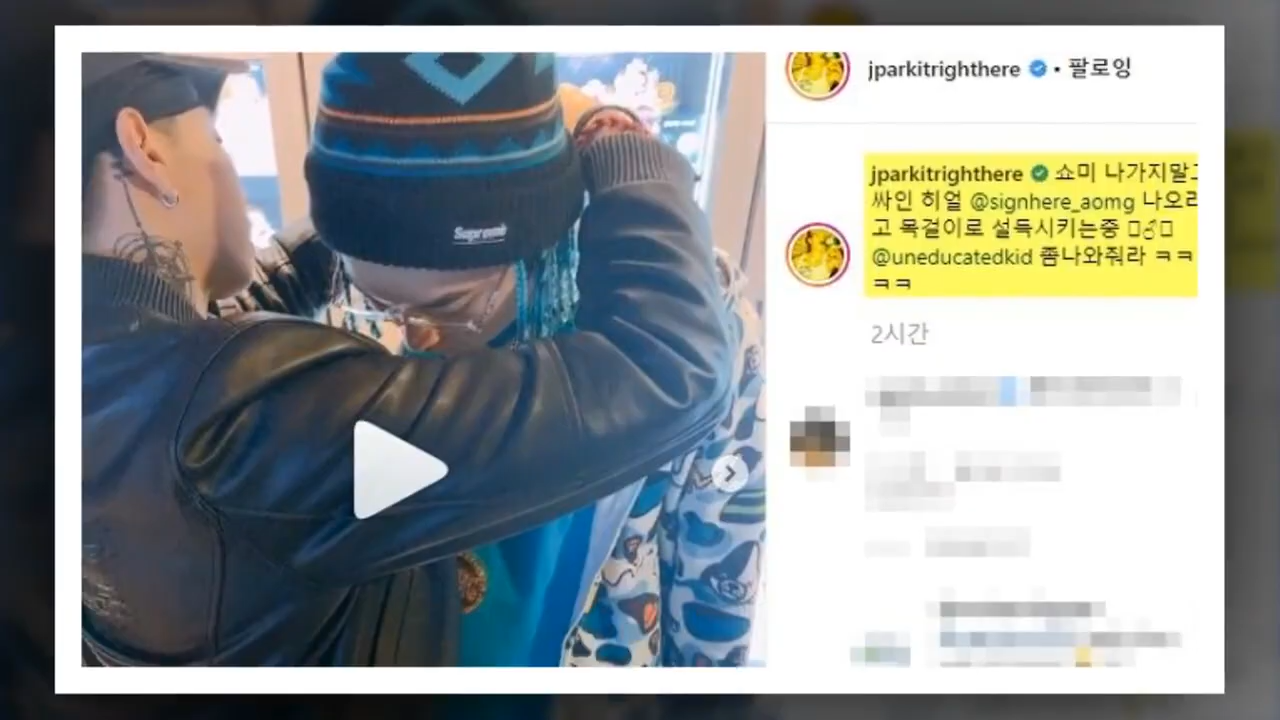 jparkitrighthere • 팔로잉
jparkitrighthere 쇼미 나가지말고
싸인 히얼 @signhere_aomg 나오라
고 목걸이로 설득시키는중
@uneducatedkid 좀나와줘라 ㅋㅋ
ㅋㅋ
2시간
Supreme